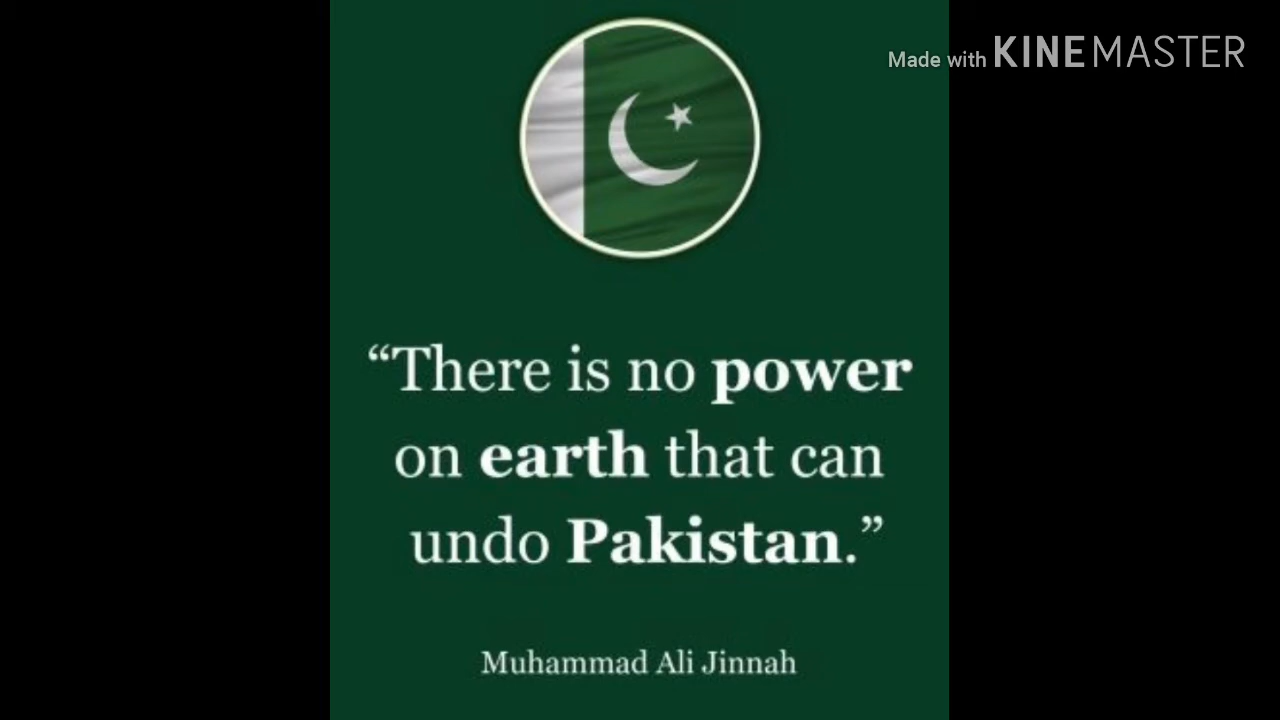 Made with KINEMASTER
“There is no power
on earth that can
undo Pakistan.”
Muhammad Ali Jinnah